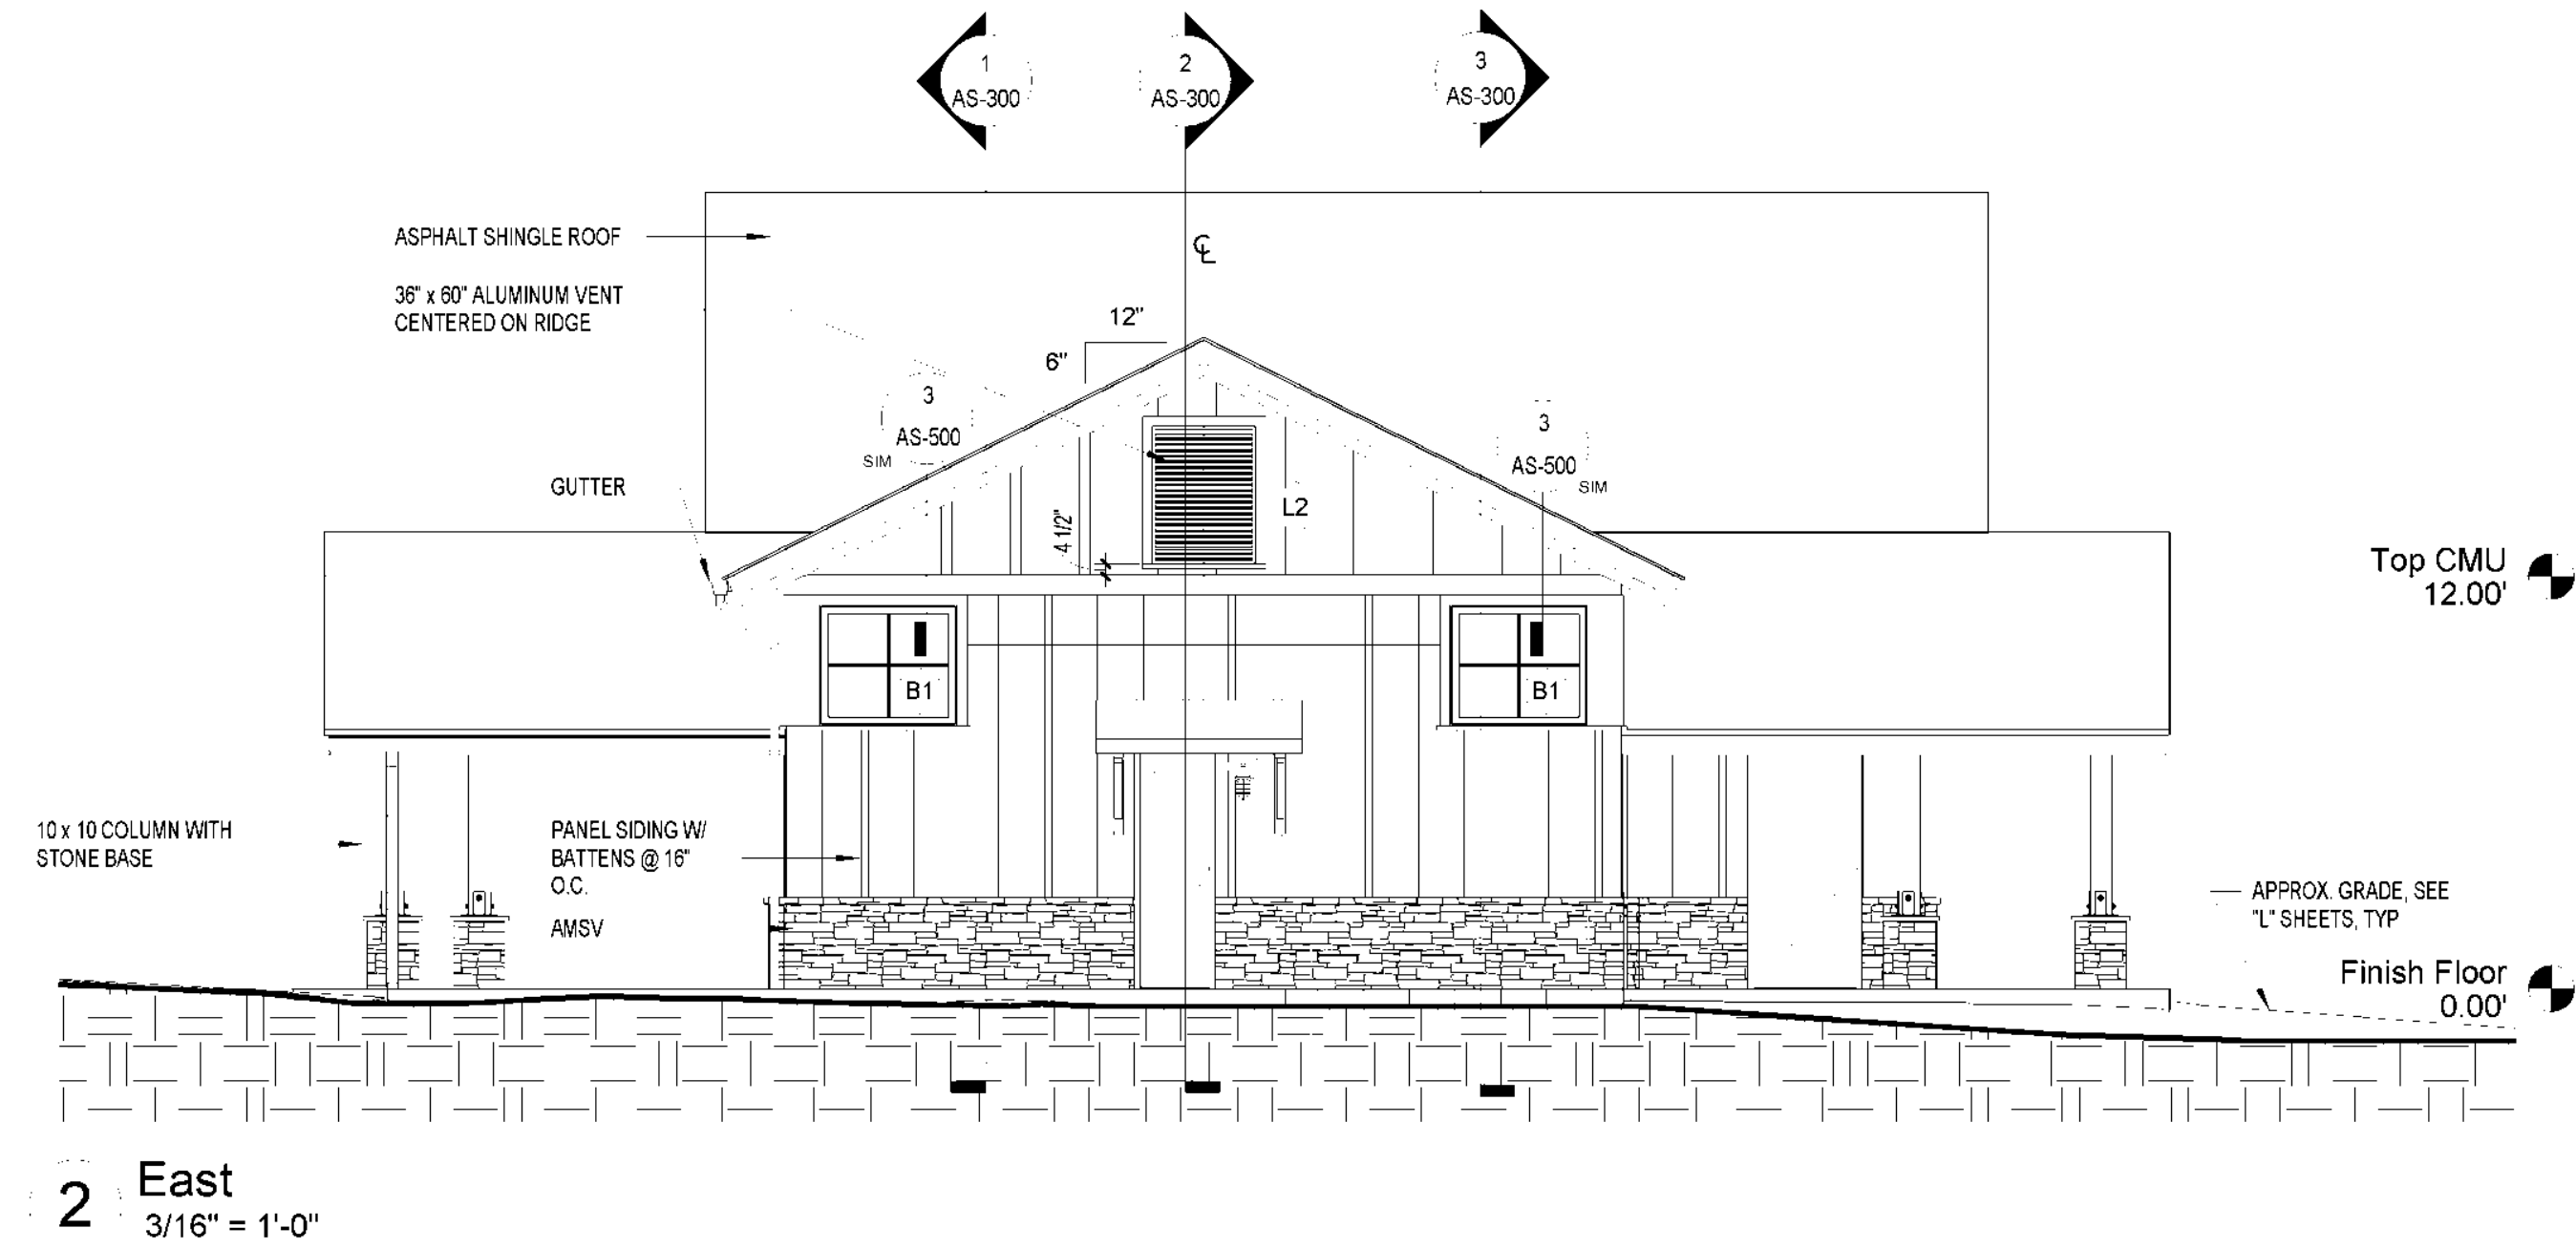 1
AS-300
2
AS-300
3
AS-300
ASPHALT SHINGLE ROOF
36" x 60" ALUMINUM VENT
CENTERED ON RIDGE
12"
6"
3
AS-500
SIM
3
AS-500
SIM
GUTTER
4 1/2"
L2
Top CMU
12.00'
B1
B1
10 x 10 COLUMN WITH
STONE BASE
PANEL SIDING W/
BATTENS @ 16"
O.C.
AMSV
APPROX. GRADE, SEE
"L" SHEETS, TYP
Finish Floor
0.00'
2
East
3/16" = 1'-0"